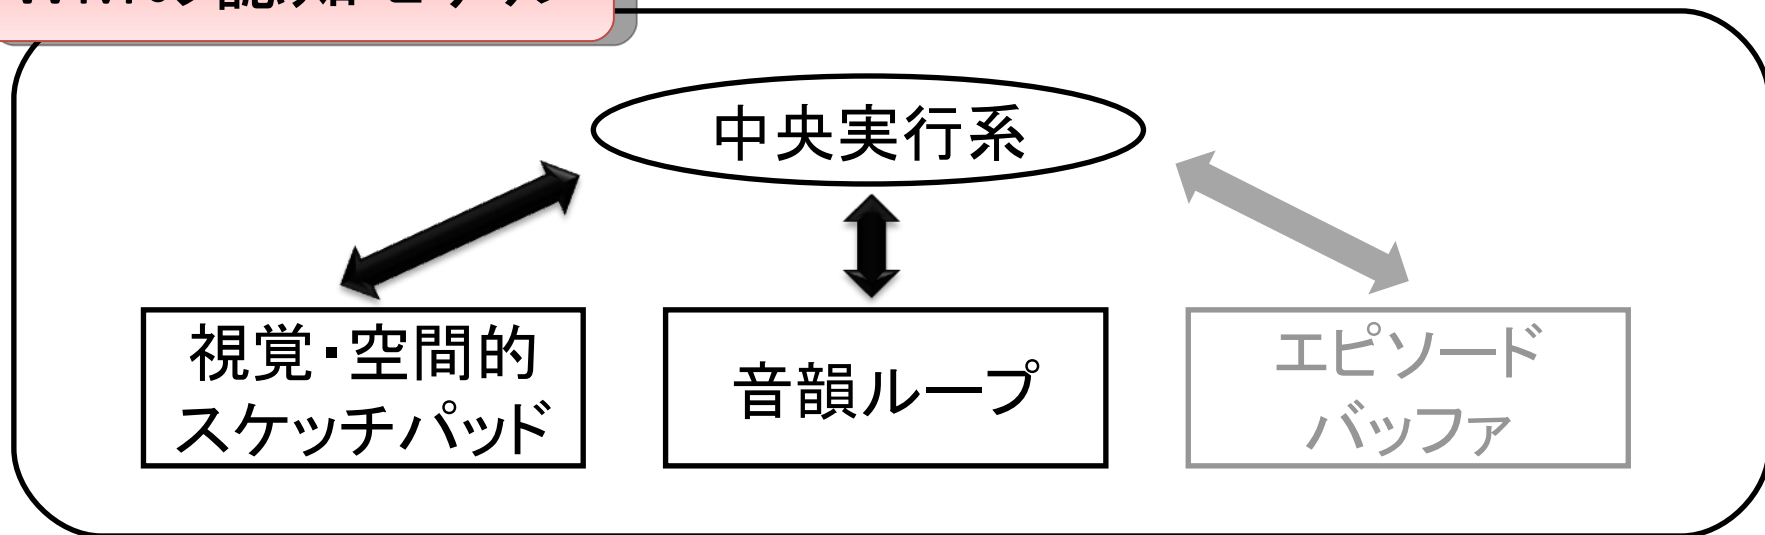 中央実行系
視覚・空間的
スケッチパッド
音韻ループ
エピソード
バッファ